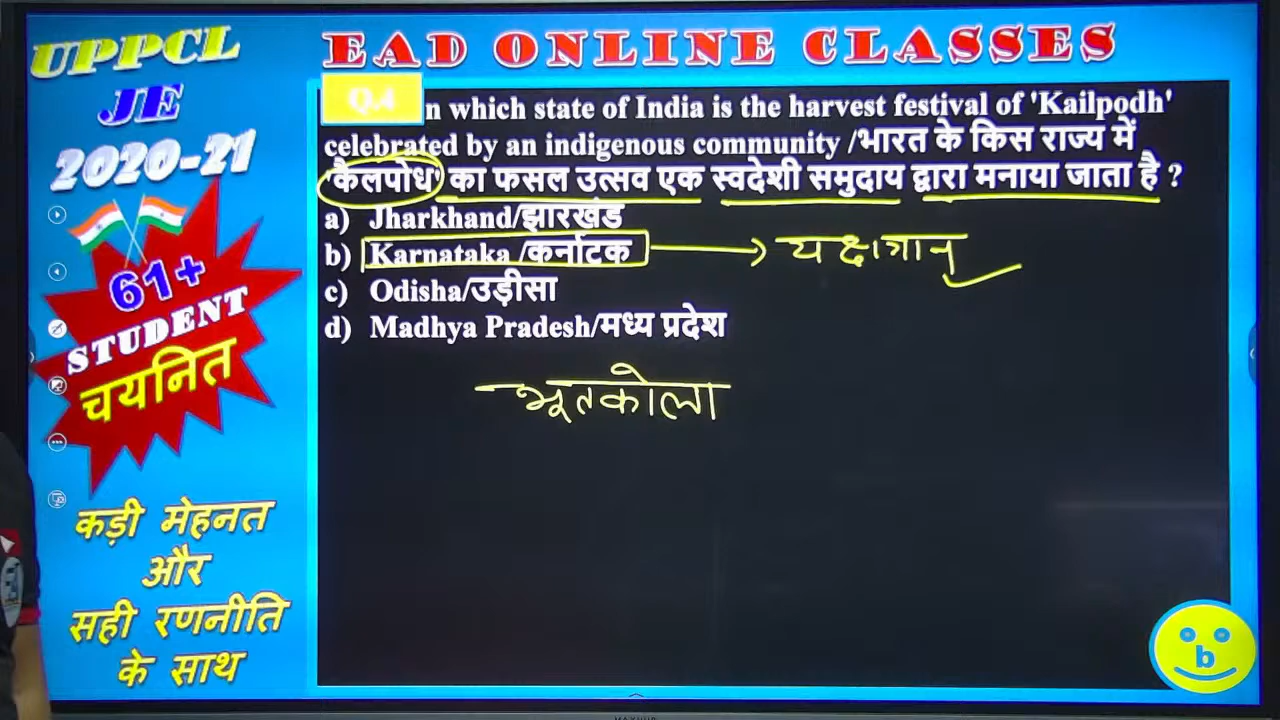 UPPCL
JE
2020-21
61+
STUDENT
चयनित
कड़ी मेहनत
और
सही रणनीति
के साथ
EAD ONLINE CLASSES
Q.4
n which state of India is the harvest festival of 'Kailpodh'
celebrated by an indigenous community /भारत के किस राज्य में
'कैलपोध' का फसल उत्सव एक स्वदेशी समुदाय द्वारा मनाया जाता है ?
a) Jharkhand/झारखंड
b) Karnataka /कर्नाटक
यक्षगान
c) Odisha/उड़ीसा
d) Madhya Pradesh/मध्य प्रदेश
भूतकोला
b